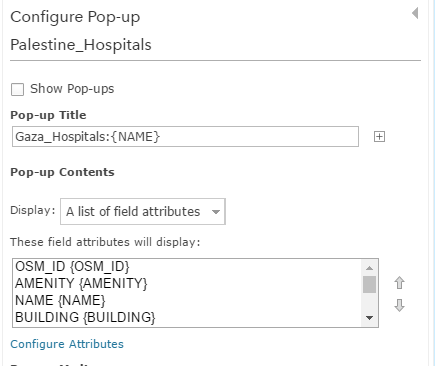 Configure Pop-up
Palestine_Hospitals
Show Pop-ups
Pop-up Title
Gaza_Hospitals:{NAME}
Pop-up Contents
Display: A list of field attributes
These field attributes will display:
OSM_ID {OSM_ID}
AMENITY {AMENITY}
NAME {NAME}
BUILDING {BUILDING}
Configure Attributes